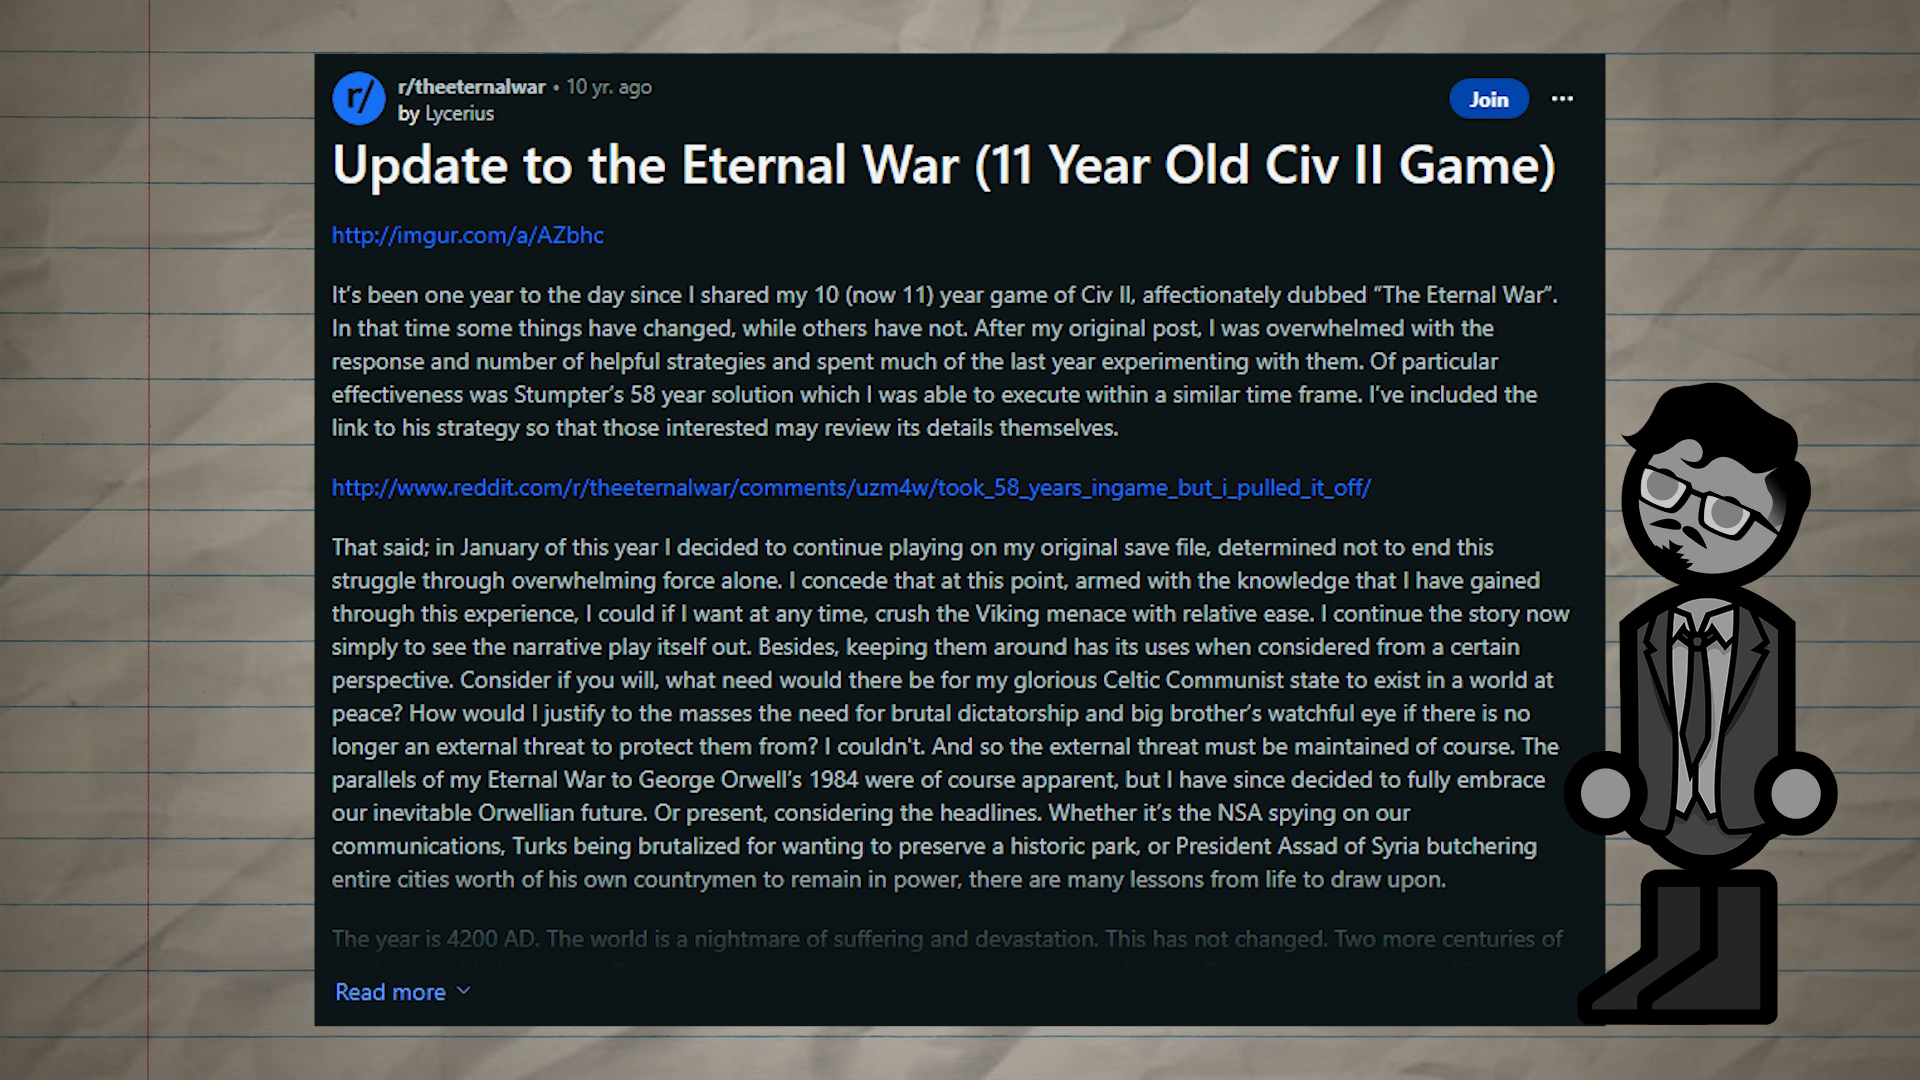 r/
r/theeternalwar • 10 yr. ago
by Lycerius
Join
Update to the Eternal War (11 Year Old Civ II Game)
http://imgur.com/a/AZbhc
It's been one year to the day since I shared my 10 (now 11) year game of Civ II, affectionately dubbed "The Eternal War".
In that time some things have changed, while others have not. After my original post, I was overwhelmed with the
response and number of helpful strategies and spent much of the last year experimenting with them. Of particular
effectiveness was Stumpter's 58 year solution which I was able to execute within a similar time frame. I've included the
link to his strategy so that those interested may review its details themselves.
http://www.reddit.com/r/theeternalwar/comments/uzm4w/took_58_years_ingame_but_i_pulled_it_off/
That said; in January of this year I decided to continue playing on my original save file, determined not to end this
struggle through overwhelming force alone. I concede that at this point, armed with the knowledge that I have gained
through this experience, I could if I want at any time, crush the Viking menace with relative ease. I continue the story now
simply to see the narrative play itself out. Besides, keeping them around has its uses when considered from a certain
perspective. Consider if you will, what need would there be for my glorious Celtic Communist state to exist in a world at
peace? How would I justify to the masses the need for brutal dictatorship and big brother's watchful eye if there is no
longer an external threat to protect them from? I couldn't. And so the external threat must be maintained of course. The
parallels of my Eternal War to George Orwell's 1984 were of course apparent, but I have since decided to fully embrace
our inevitable Orwellian future. Or present, considering the headlines. Whether it's the NSA spying on our
communications, Turks being brutalized for wanting to preserve a historic park, or President Assad of Syria butchering
entire cities worth of his own countrymen to remain in power, there are many lessons from life to draw upon.
The year is 4200 AD. The world is a nightmare of suffering and devastation. This has not changed. Two more centuries of
Read more